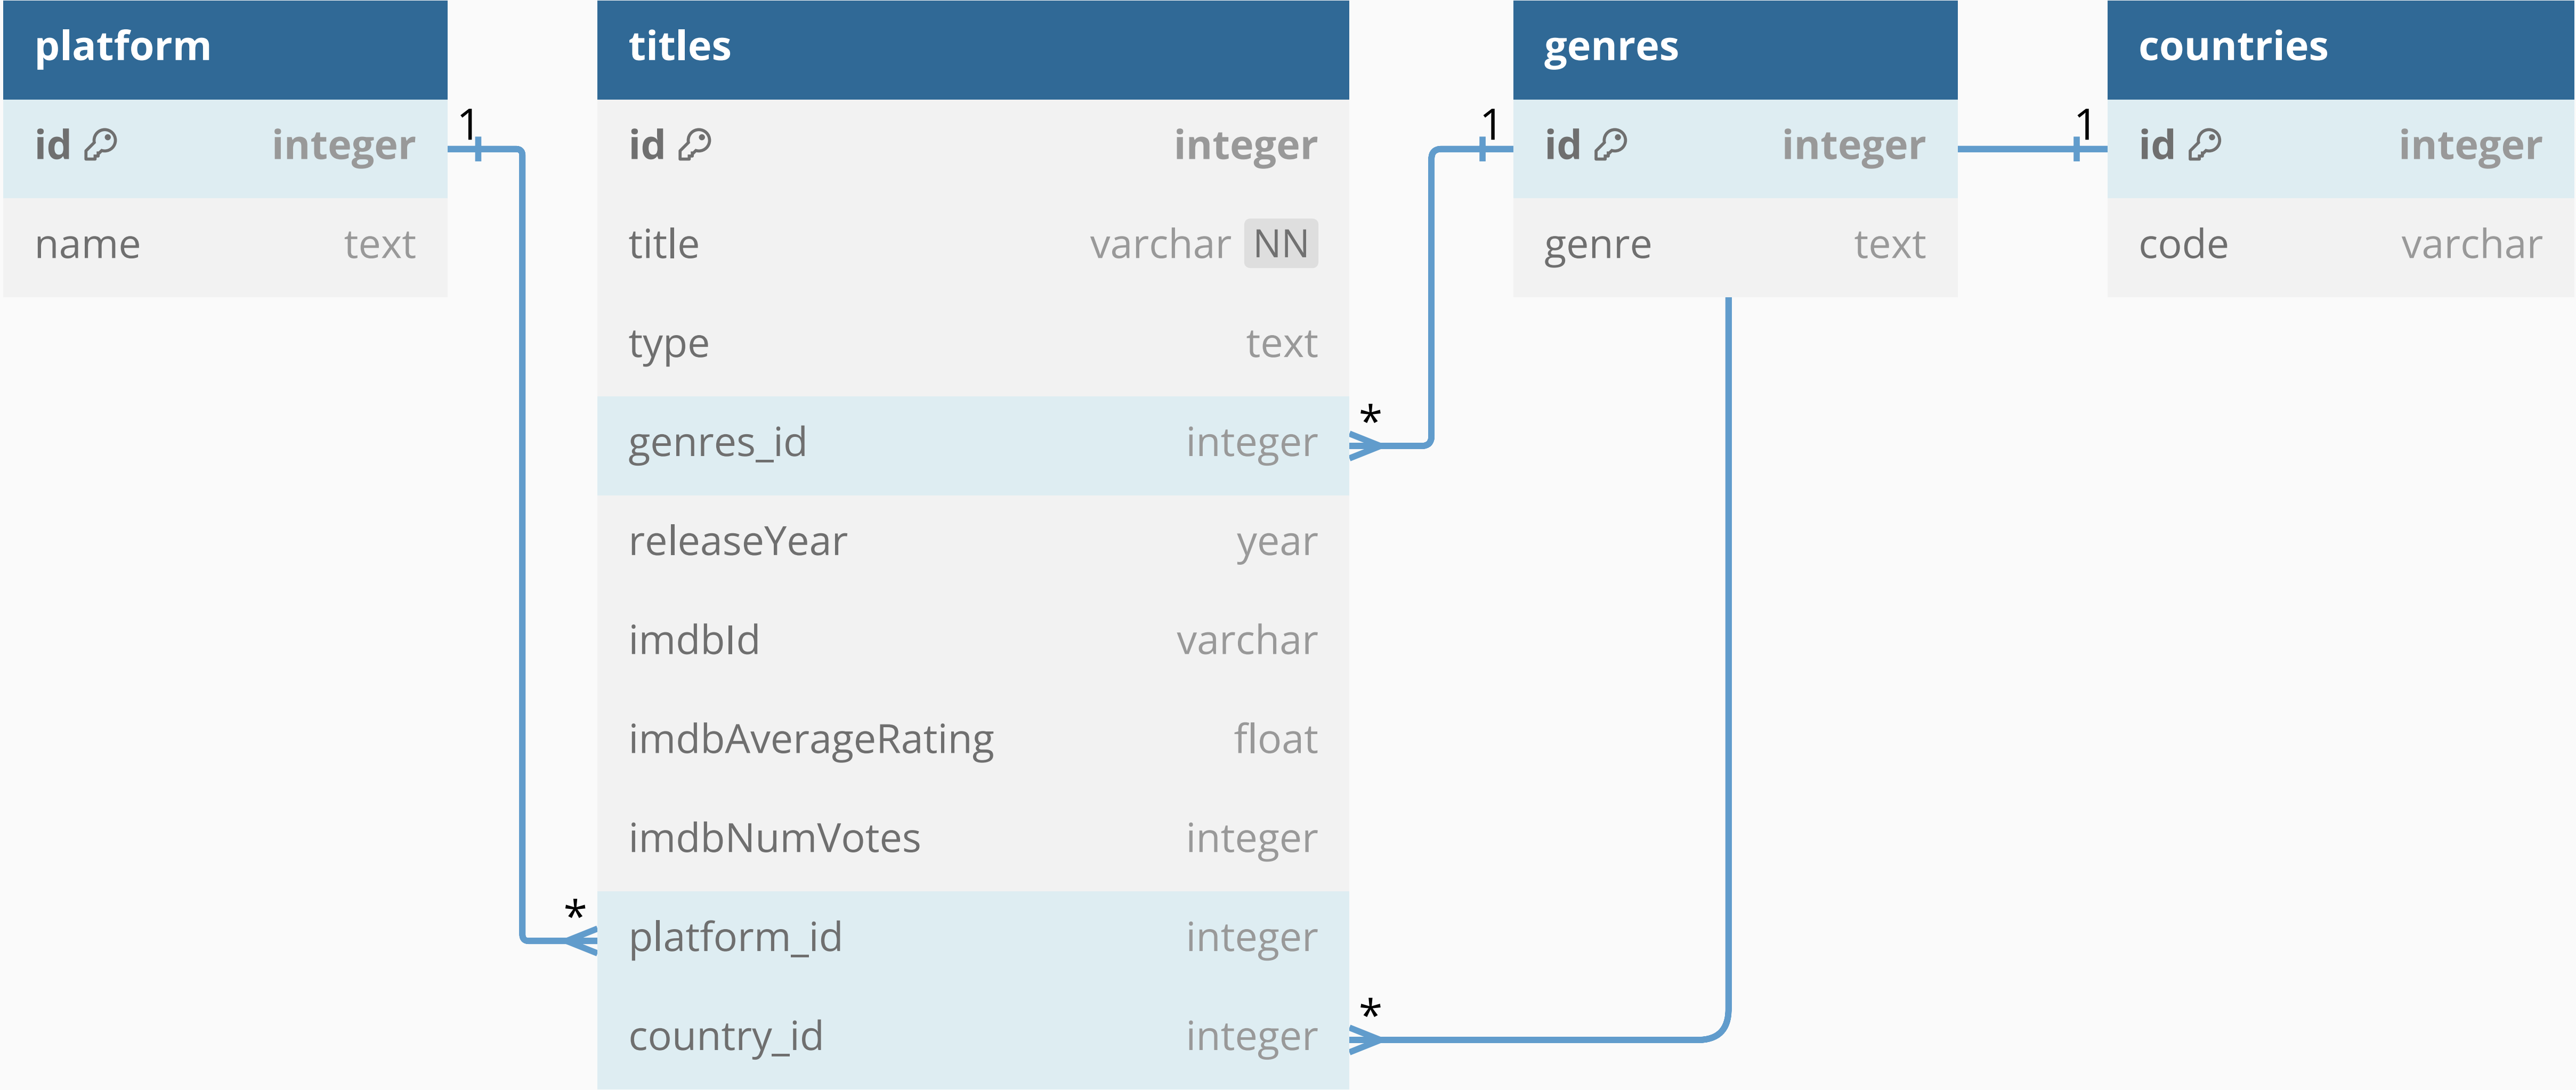 platform
id integer
name text
1
*
titles
id integer
title varchar NN
type text
genres_id integer
releaseYear year
imdbId varchar
imdbAverageRating float
imdbNumVotes integer
platform_id integer
country_id integer
*
*
1
genres
id integer
genre text
1
countries
id integer
code varchar